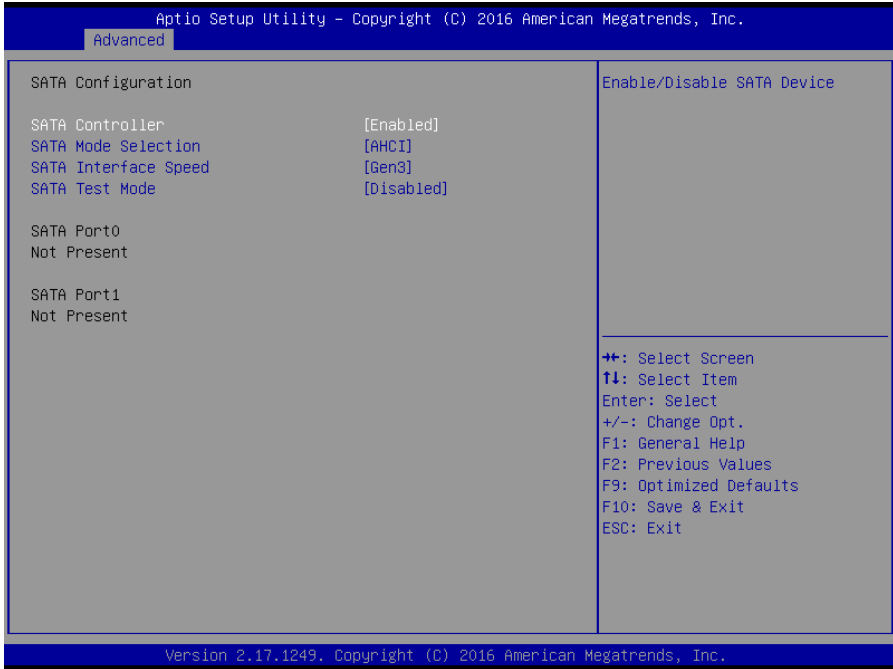 Aptio Setup Utility – Copyright (C) 2016 American Megatrends, Inc.
Advanced
SATA Configuration
SATA Controller [Enabled]
SATA Mode Selection [AHCI]
SATA Interface Speed [Gen3]
SATA Test Mode [Disabled]
SATA Port0
Not Present
SATA Port1
Not Present
Enable/Disable SATA Device
→←: Select Screen
↑↓: Select Item
Enter: Select
+/-: Change Opt.
F1: General Help
F2: Previous Values
F9: Optimized Defaults
F10: Save & Exit
ESC: Exit
Version 2.17.1249. Copyright (C) 2016 American Megatrends, Inc.